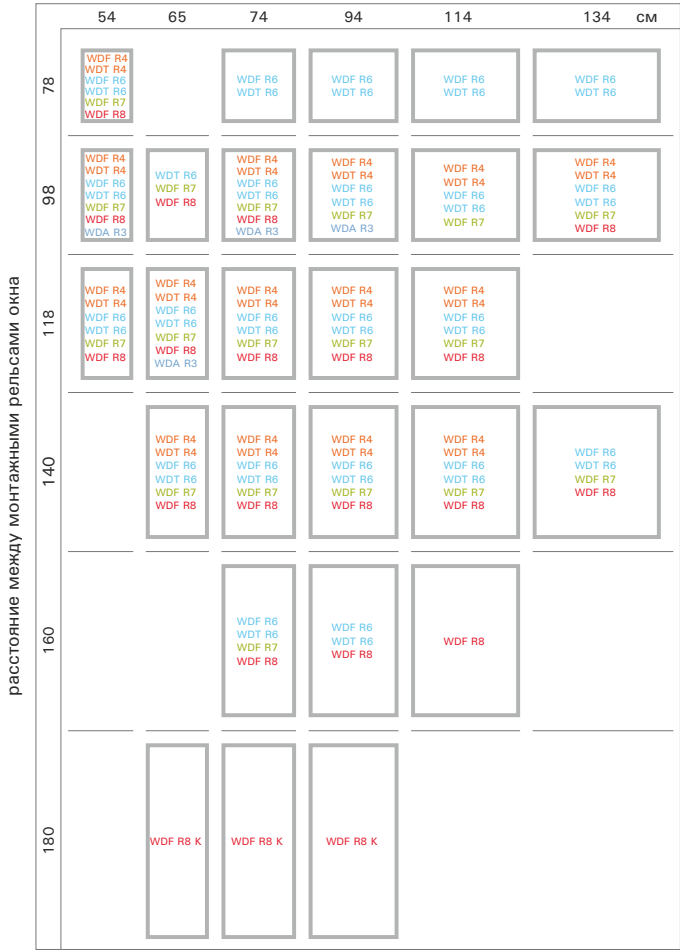 54 65 74 94 114 134 см
расстояние между монтажными рельсами окна
78
WDF R4
WDT R4
WDF R6
WDT R6
WDF R7
WDF R8
WDF R6
WDT R6
WDF R6
WDT R6
WDF R6
WDT R6
WDF R6
WDT R6
98
WDF R4
WDT R4
WDF R6
WDT R6
WDF R7
WDF R8
WDA R3
WDT R6
WDF R7
WDF R8
WDF R4
WDT R4
WDF R6
WDT R6
WDF R7
WDF R8
WDA R3
WDF R4
WDT R4
WDF R6
WDT R6
WDF R7
WDA R3
WDF R4
WDT R4
WDF R6
WDT R6
WDF R7
WDF R4
WDT R4
WDF R6
WDT R6
WDF R7
WDF R8
118
WDF R4
WDT R4
WDF R6
WDT R6
WDF R7
WDF R8
WDF R4
WDT R4
WDF R6
WDT R6
WDF R7
WDF R8
WDA R3
WDF R4
WDT R4
WDF R6
WDT R6
WDF R7
WDF R8
WDF R4
WDT R4
WDF R6
WDT R6
WDF R7
WDF R8
WDF R4
WDT R4
WDF R6
WDT R6
WDF R7
WDF R8
140
WDF R4
WDT R4
WDF R6
WDT R6
WDF R7
WDF R8
WDF R4
WDT R4
WDF R6
WDT R6
WDF R7
WDF R8
WDF R4
WDT R4
WDF R6
WDT R6
WDF R7
WDF R8
WDF R4
WDT R4
WDF R6
WDT R6
WDF R7
WDF R8
WDF R6
WDT R6
WDF R7
WDF R8
160
WDF R6
WDT R6
WDF R7
WDF R8
WDF R6
WDT R6
WDF R8
WDF R8
180
WDF R8 K
WDF R8 K
WDF R8 K